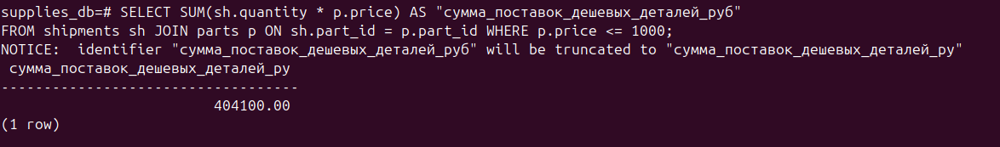 supplies_db=# SELECT SUM(sh.quantity * p.price) AS "сумма_поставок_дешевых_деталей_руб"
FROM shipments sh JOIN parts p ON sh.part_id = p.part_id WHERE p.price <= 1000;
NOTICE:  identifier "сумма_поставок_дешевых_деталей_руб" will be truncated to "сумма_поставок_дешевых_деталей_ру"
 сумма_поставок_дешевых_деталей_ру
-----------------------------------
                         404100.00
(1 row)